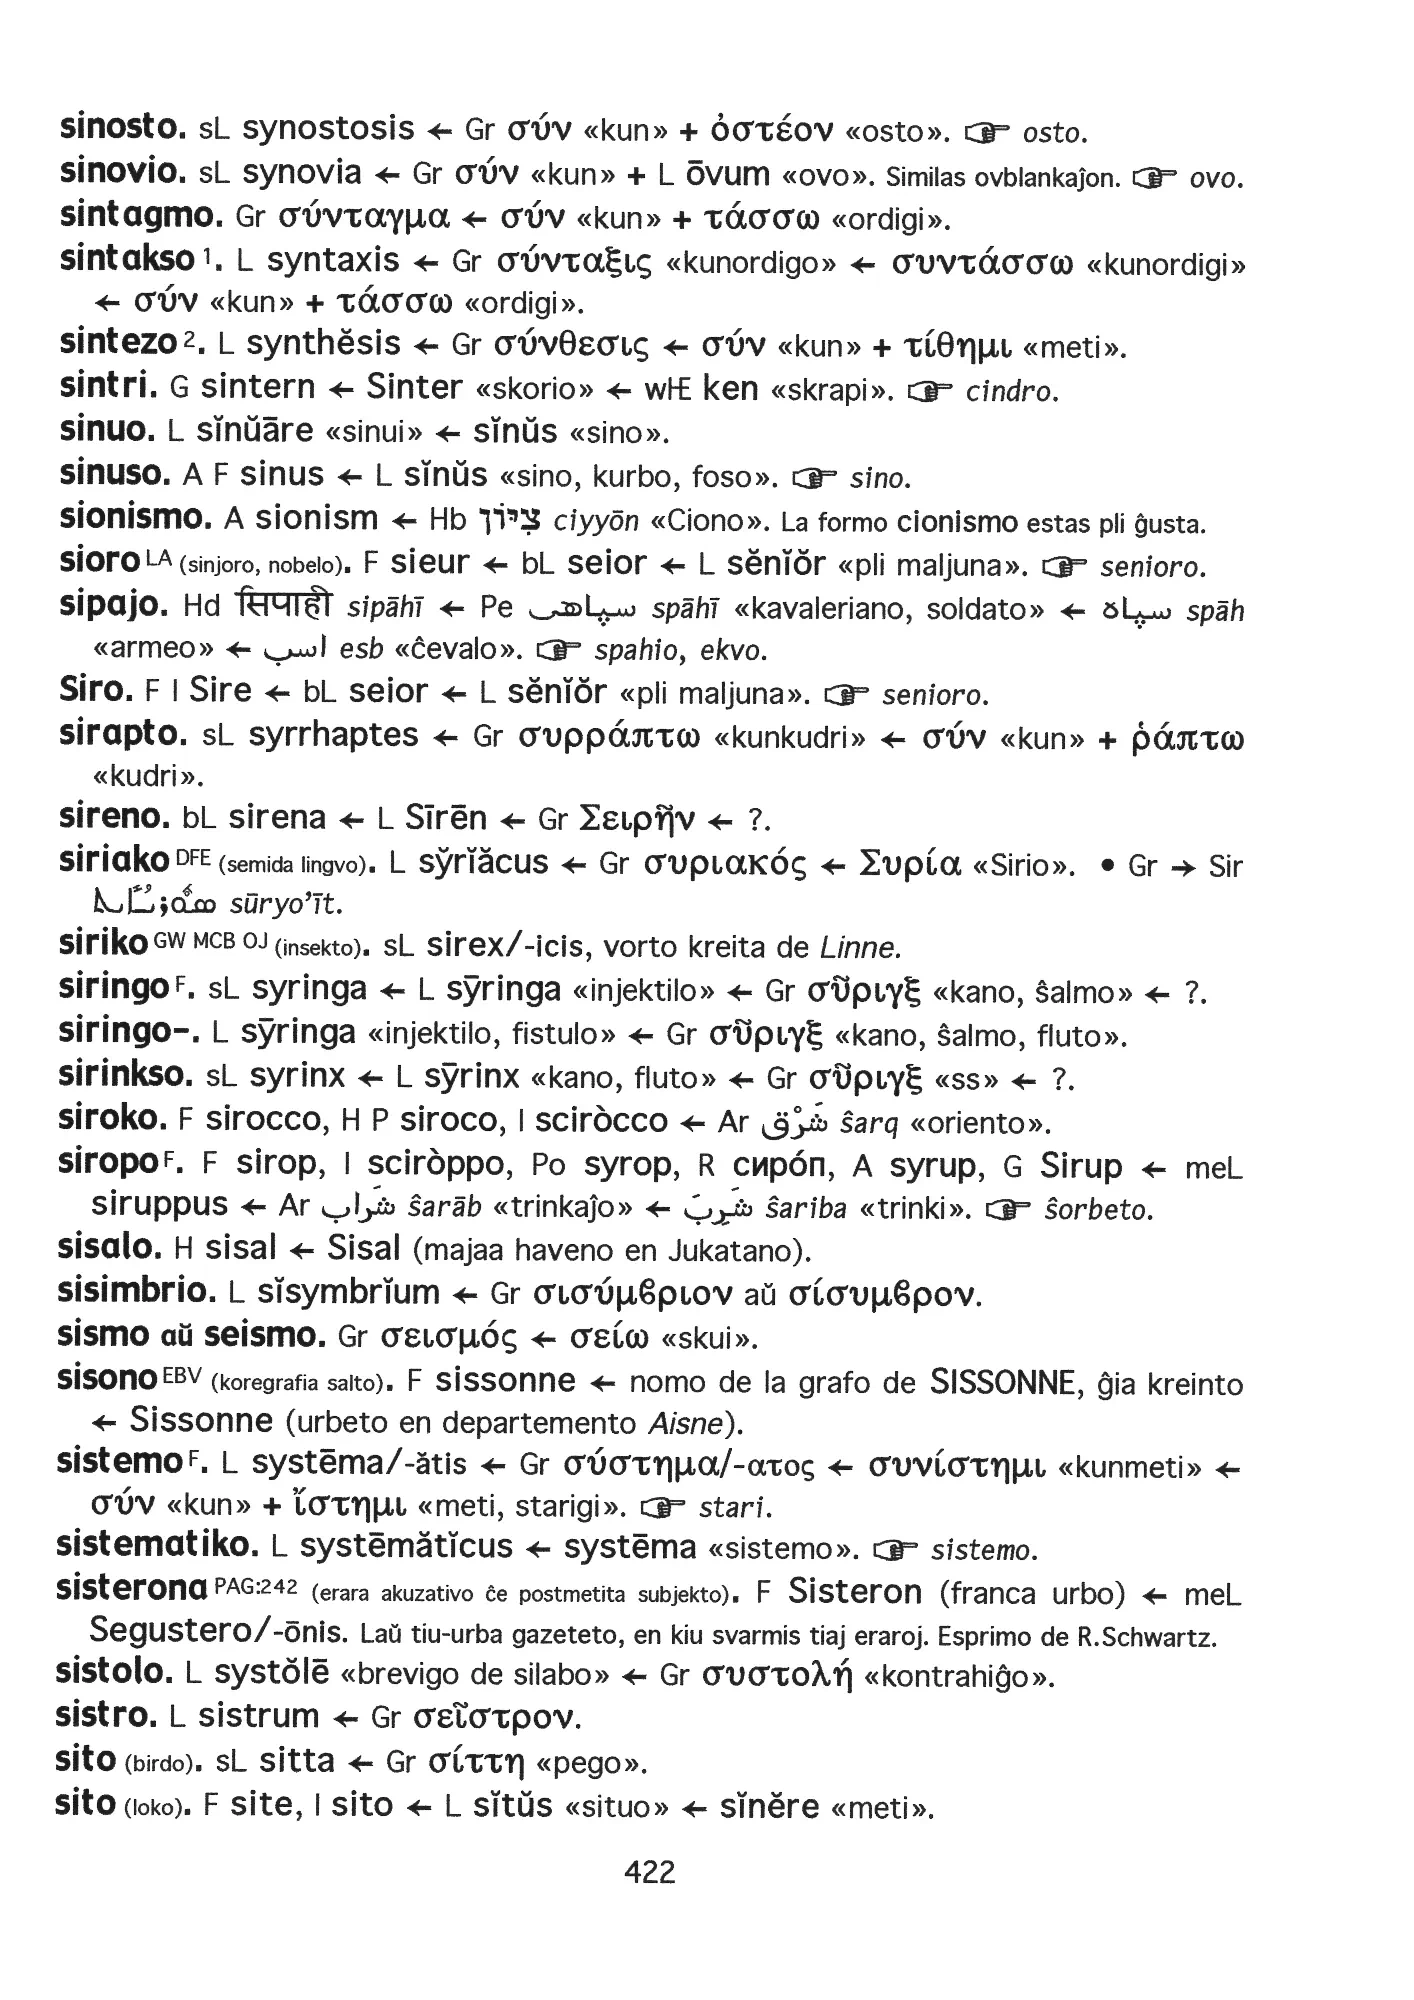 sinosto. sL synostosis ← Gr σύν «kun» + ὀστέον «osto». ☞ osto.
sinovio. sL synovia ← Gr σύν «kun» + L ōvum «ovo». Similas ovblankaĵon. ☞ ovo.
sintagmo. Gr σύνταγμα ← σύν «kun» + τάσσω «ordigi».
sintakso ¹. L syntaxis ← Gr σύνταξις «kunordigo» ← συντάσσω «kunordigi»
← σύν «kun» + τάσσω «ordigi».
sintezo ². L synthĕsis ← Gr σύνθεσις ← σύν «kun» + τίθημι «meti».
sintri. G sintern ← Sinter «skorio» ← wIE ken «skrapi». ☞ cindro.
sinuo. L sĭnŭāre «sinui» ← sĭnŭs «sino».
sinuso. A F sinus ← L sĭnŭs «sino, kurbo, foso». ☞ sino.
sionismo. A sionism ← Hb צִיּוֹן ciyyōn «Ciono». La formo cionismo estas pli ĝusta.
sioro LA (sinjoro, nobelo). F sieur ← bL seior ← L sĕnĭŏr «pli maljuna». ☞ senioro.
sipajo. Hd सिपाही sipāhī ← Pe سپاهی spāhī «kavaleriano, soldato» ← سپاه spāh
«armeo» ← اسب esb «ĉevalo». ☞ spahio, ekvo.
Siro. F I Sire ← bL seior ← L sĕnĭŏr «pli maljuna». ☞ senioro.
sirapto. sL syrrhaptes ← Gr συρράπτω «kunkudri» ← σύν «kun» + ῥάπτω
«kudri».
sireno. bL sirena ← L Sīrēn ← Gr Σειρῆν ← ?.
siriako DFE (semida lingvo). L sy̆rĭăcus ← Gr συριακός ← Συρία «Sirio». • Gr → Sir
sūryo’īt.
siriko GW MCB OJ (insekto). sL sirex/-icis, vorto kreita de Linne.
siringo F. sL syringa ← L sȳringa «injektilo» ← Gr σῦριγξ «kano, ŝalmo» ← ?.
siringo-. L sȳringa «injektilo, fistulo» ← Gr σῦριγξ «kano, ŝalmo, fluto».
sirinkso. sL syrinx ← L sȳrinx «kano, fluto» ← Gr σῦριγξ «ss» ← ?.
siroko. F sirocco, H P siroco, I sciròcco ← Ar شَرْق ŝarq «oriento».
siropo F. F sirop, I sciròppo, Po syrop, R сиро́п, A syrup, G Sirup ← meL
siruppus ← Ar شَراب ŝarāb «trinkaĵo» ← شَرِبَ ŝariba «trinki». ☞ ŝorbeto.
sisalo. H sisal ← Sisal (majaa haveno en Jukatano).
sisimbrio. L sĭsymbrĭum ← Gr σισύμϐριον aŭ σίσυμϐρον.
sismo aŭ seismo. Gr σεισμός ← σείω «skui».
sisono EBV (koregrafia salto). F sissonne ← nomo de la grafo de SISSONNE, ĝia kreinto
← Sissonne (urbeto en departemento Aisne).
sistemo F. L systēma/-ătis ← Gr σύστημα/-ατος ← συνίστημι «kunmeti» ←
σύν «kun» + ἵστημι «meti, starigi». ☞ stari.
sistematiko. L systēmătĭcus ← systēma «sistemo». ☞ sistemo.
sisterona PAG:242 (erara akuzativo ĉe postmetita subjekto). F Sisteron (franca urbo) ← meL
Segustero/-ōnis. Laŭ tiu-urba gazeteto, en kiu svarmis tiaj eraroj. Esprimo de R.Schwartz.
sistolo. L systŏlē «brevigo de silabo» ← Gr συστολή «kontrahiĝo».
sistro. L sistrum ← Gr σεῖστρον.
sito (birdo). sL sitta ← Gr σίττη «pego».
sito (loko). F site, I sito ← L sĭtŭs «situo» ← sĭnĕre «meti».
422